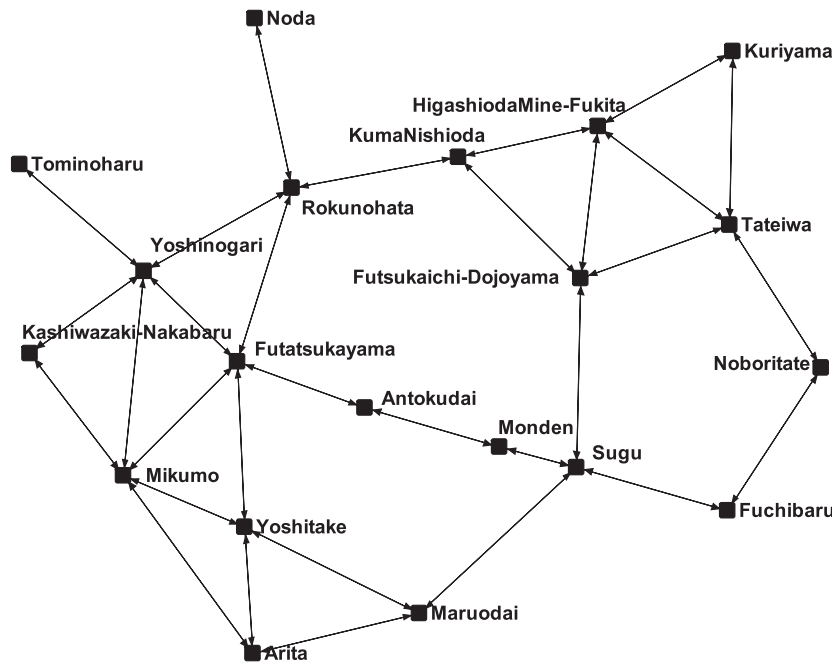 Noda
Kuriyama
HigashiodaMine-Fukita
KumaNishioda
Tominoharu
Rokunohata
Tateiwa
Yoshinogari
Futsukaichi-Dojoyama
Kashiwazaki-Nakabaru
Futatsukayama
Noboritate
Antokudai
Monden
Sugu
Mikumo
Fuchibaru
Yoshitake
Maruodai
Arita